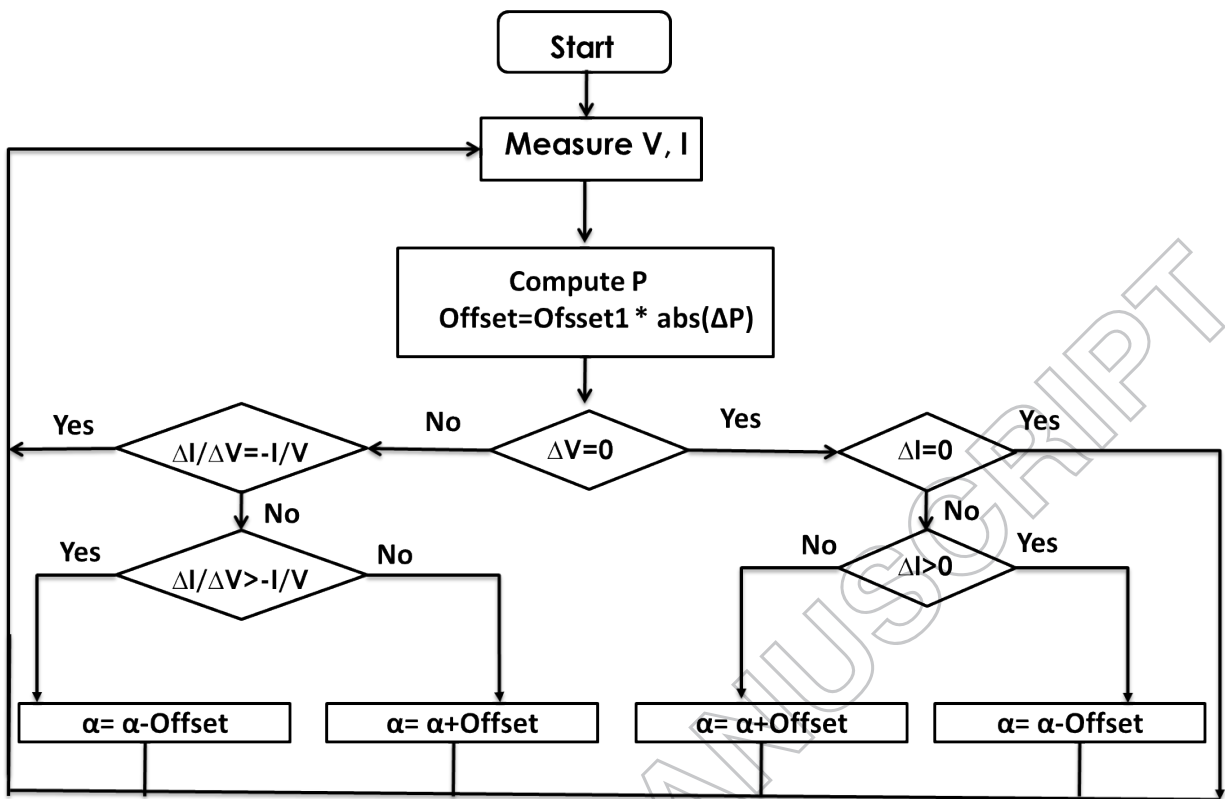 Start
Measure V, I
Compute P
Offset=Ofsset1 * abs(ΔP)
Yes
ΔI/ΔV=-I/V
No
ΔV=0
Yes
ΔI=0
Yes
No
No
Yes
ΔI/ΔV>-I/V
No
No
ΔI>0
Yes
α= α-Offset
α= α+Offset
α= α+Offset
α= α-Offset
ANUSCRIPT